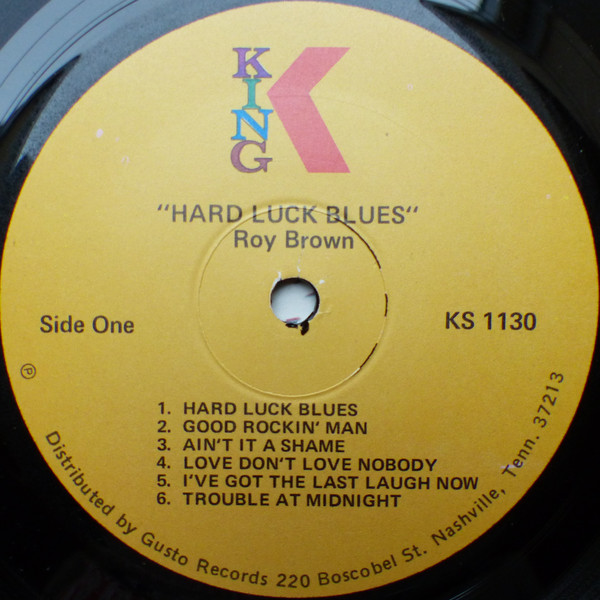 KING
K
"HARD LUCK BLUES"
Roy Brown
Side One
KS 1130
℗
1. HARD LUCK BLUES
2. GOOD ROCKIN' MAN
3. AIN'T IT A SHAME
4. LOVE DON'T LOVE NOBODY
5. I'VE GOT THE LAST LAUGH NOW
6. TROUBLE AT MIDNIGHT
Distributed by Gusto Records 220 Boscobel St. Nashville, Tenn. 37213